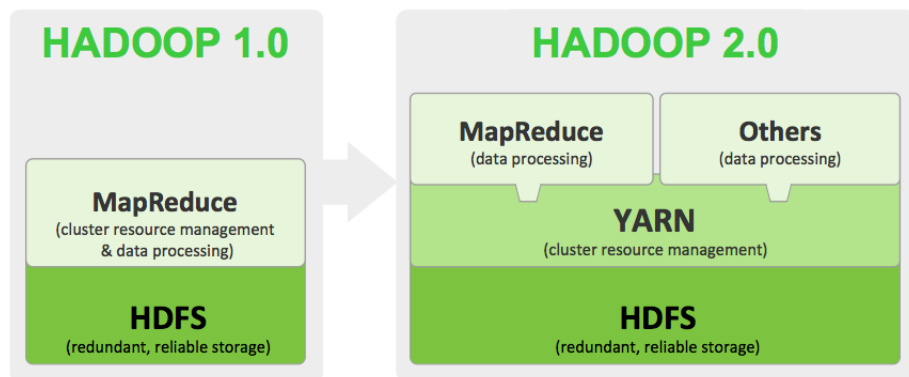 HADOOP 1.0
MapReduce
(cluster resource management
& data processing)
HDFS
(redundant, reliable storage)
HADOOP 2.0
MapReduce
(data processing)
Others
(data processing)
YARN
(cluster resource management)
HDFS
(redundant, reliable storage)